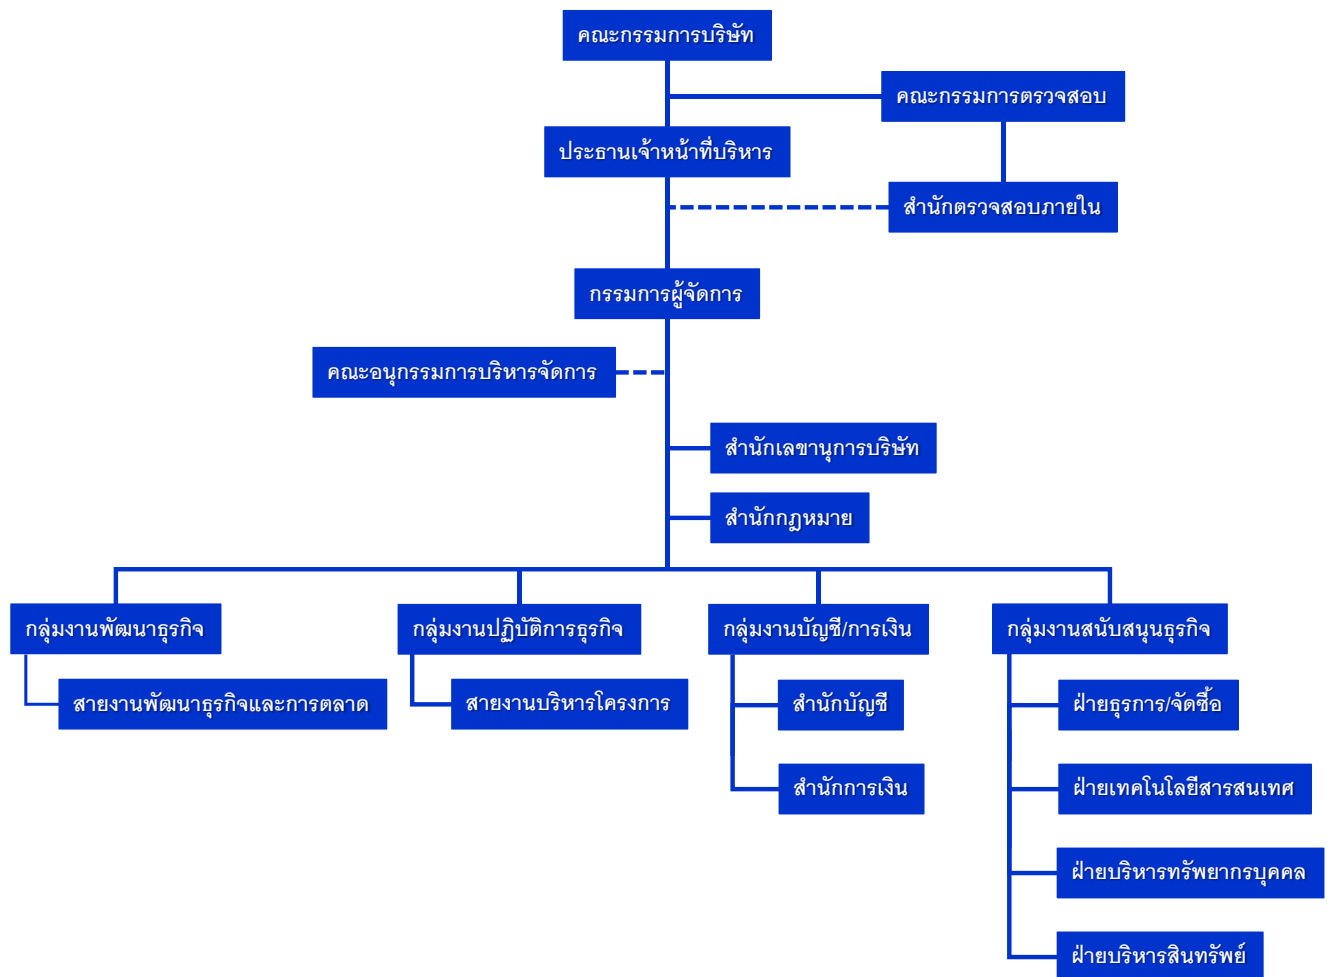 คณะกรรมการบริษัท
คณะกรรมการตรวจสอบ
ประธานเจ้าหน้าที่บริหาร
สำนักตรวจสอบภายใน
กรรมการผู้จัดการ
คณะอนุกรรมการบริหารจัดการ
สำนักเลขานุการบริษัท
สำนักกฎหมาย
กลุ่มงานพัฒนาธุรกิจ
กลุ่มงานปฏิบัติการธุรกิจ
กลุ่มงานบัญชี/การเงิน
กลุ่มงานสนับสนุนธุรกิจ
สายงานพัฒนาธุรกิจและการตลาด
สายงานบริหารโครงการ
สำนักบัญชี
ฝ่ายธุรการ/จัดซื้อ
สำนักการเงิน
ฝ่ายเทคโนโลยีสารสนเทศ
ฝ่ายบริหารทรัพยากรบุคคล
ฝ่ายบริหารสินทรัพย์